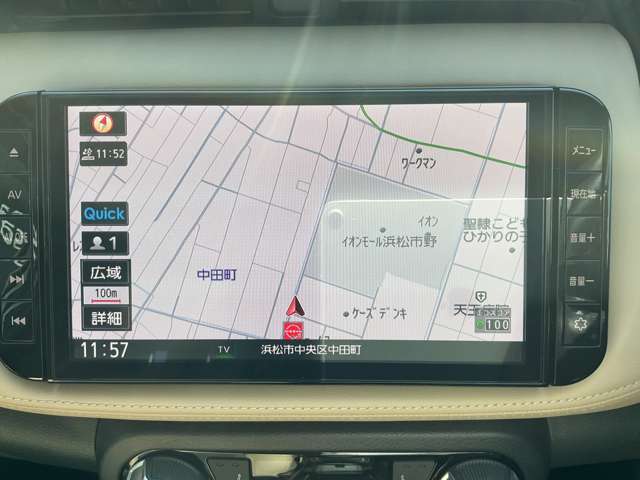 11:52
Quick
1
広域
100m
詳細
11:57
TV
浜松市中央区中田町
中田町
ワークマン
イオン
イオンモール浜松市野
聖隷こども
ひかりの子
ケーズデンキ
天王病院
エコスコア
100
AV
メニュー
現在地
音量+
音量-